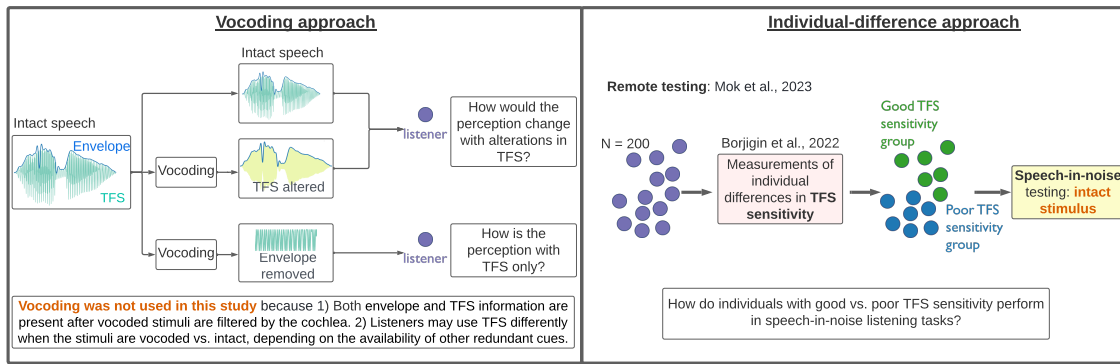 Vocoding approach
Intact speech
Intact speech
Envelope
TFS
Vocoding
TFS altered
listener
How would the
perception change
with alterations in
TFS?
Vocoding
Envelope
removed
listener
How is the
perception with
TFS only?
Vocoding was not used in this study because 1) Both envelope and TFS information are
present after vocoded stimuli are filtered by the cochlea. 2) Listeners may use TFS differently
when the stimuli are vocoded vs. intact, depending on the availability of other redundant cues.
Individual-difference approach
Remote testing: Mok et al., 2023
N = 200
Borjigin et al., 2022
Measurements of
individual
differences in TFS
sensitivity
Good TFS
sensitivity
group
Poor TFS
sensitivity
group
Speech-in-noise
testing: intact
stimulus
How do individuals with good vs. poor TFS sensitivity perform
in speech-in-noise listening tasks?